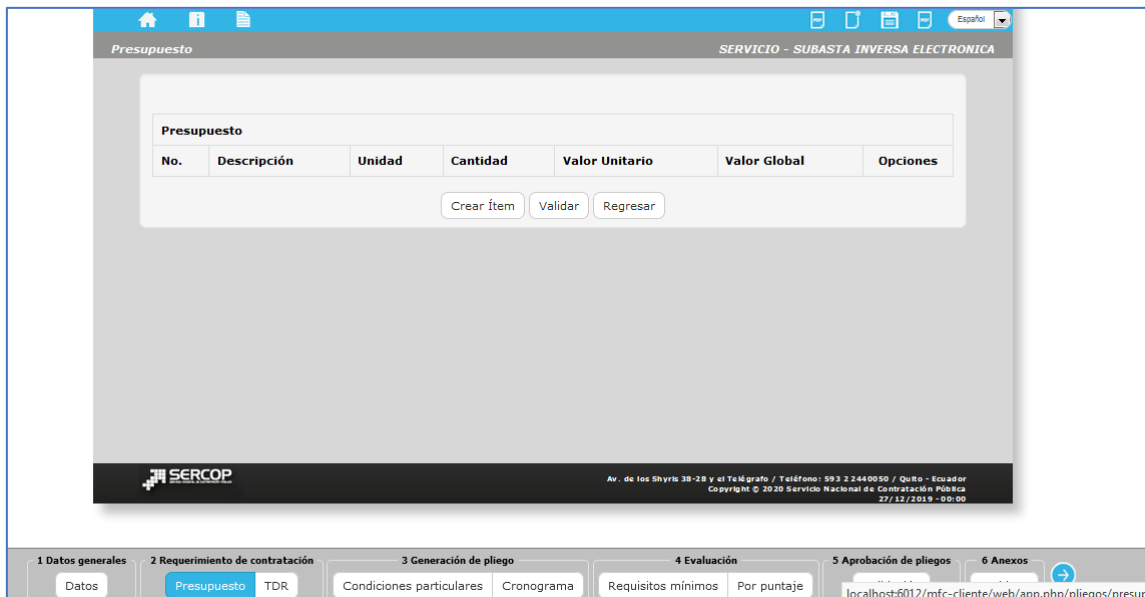 Español
Presupuesto SERVICIO - SUBASTA INVERSA ELECTRONICA
Presupuesto
No. Descripción Unidad Cantidad Valor Unitario Valor Global Opciones
Crear Ítem Validar Regresar
SERCOP
Av. de los Shyris 38-28 y el Telégrafo / Teléfono: 593 2 2440050 / Quito - Ecuador
Copyright © 2020 Servicio Nacional de Contratación Pública
27/12/2019 - 00:00
1 Datos generales 2 Requerimiento de contratación 3 Generación de pliego 4 Evaluación 5 Aprobación de pliegos 6 Anexos
Datos Presupuesto TDR Condiciones particulares Cronograma Requisitos mínimos Por puntaje
localhost:6012/mfc-cliente/web/app.php/pliegos/presup